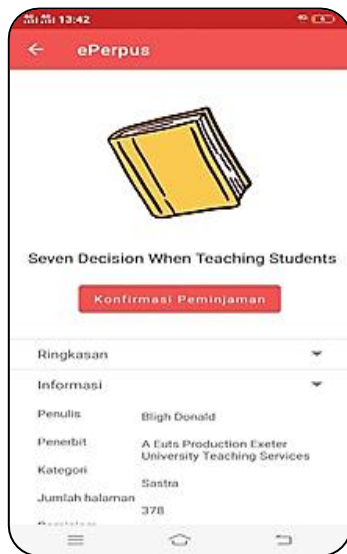 13:42
ePerpus
Seven Decision When Teaching Students
Konfirmasi Peminjaman
Ringkasan
Informasi
Penulis Bligh Donald
Penerbit A Euts Production Exeter
University Teaching Services
Kategori Sastra
Jumlah halaman 378